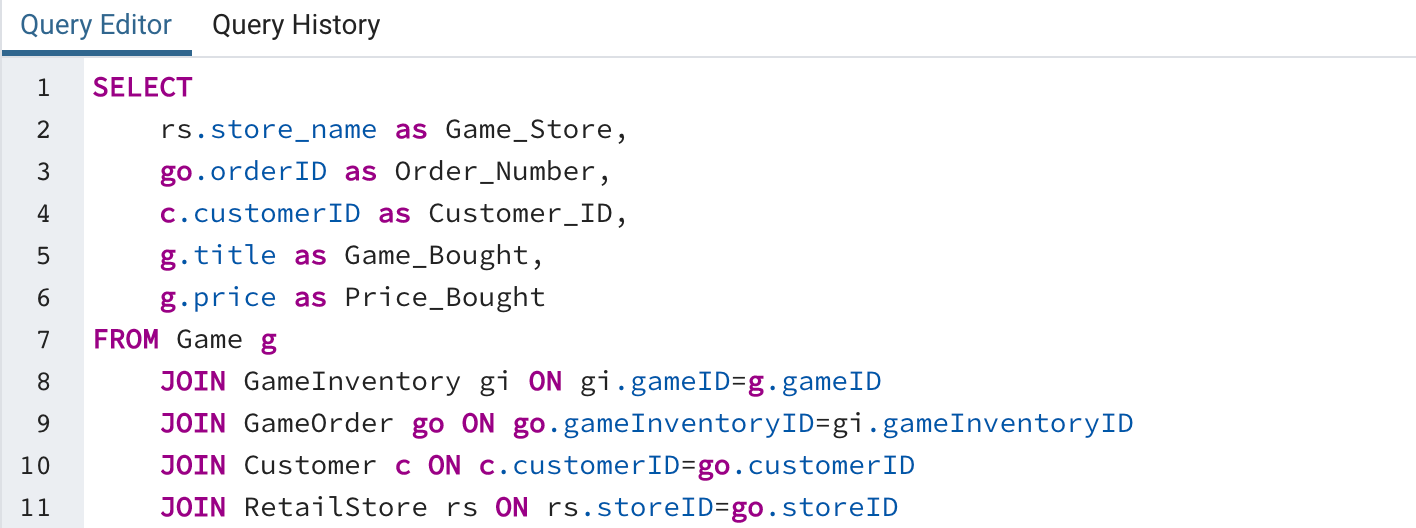 Query Editor Query History
1 SELECT
2 rs.store_name as Game_Store,
3 go.orderID as Order_Number,
4 c.customerID as Customer_ID,
5 g.title as Game_Bought,
6 g.price as Price_Bought
7 FROM Game g
8 JOIN GameInventory gi ON gi.gameID=g.gameID
9 JOIN GameOrder go ON go.gameInventoryID=gi.gameInventoryID
10 JOIN Customer c ON c.customerID=go.customerID
11 JOIN RetailStore rs ON rs.storeID=go.storeID